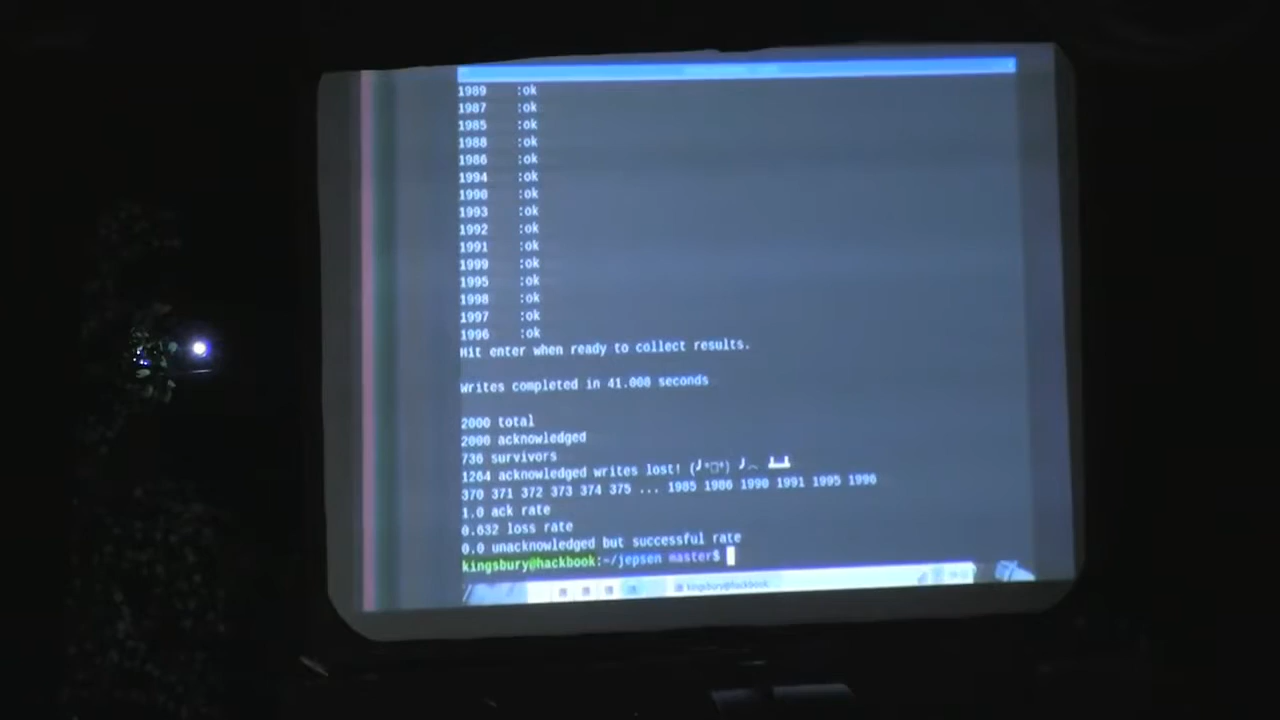 1989 :ok
1987 :ok
1985 :ok
1988 :ok
1986 :ok
1994 :ok
1990 :ok
1993 :ok
1992 :ok
1991 :ok
1999 :ok
1995 :ok
1998 :ok
1997 :ok
1996 :ok
Hit enter when ready to collect results.
Writes completed in 41.008 seconds
2000 total
2000 acknowledged
736 survivors
1264 acknowledged writes lost! (╯°□°）╯︵ ┻━┻
370 371 372 373 374 375 ... 1985 1986 1990 1991 1995 1996
1.0 ack rate
0.632 loss rate
0.0 unacknowledged but successful rate
kingsbury@hackbook:~/jepsen master$
kingsbury@hackbook: